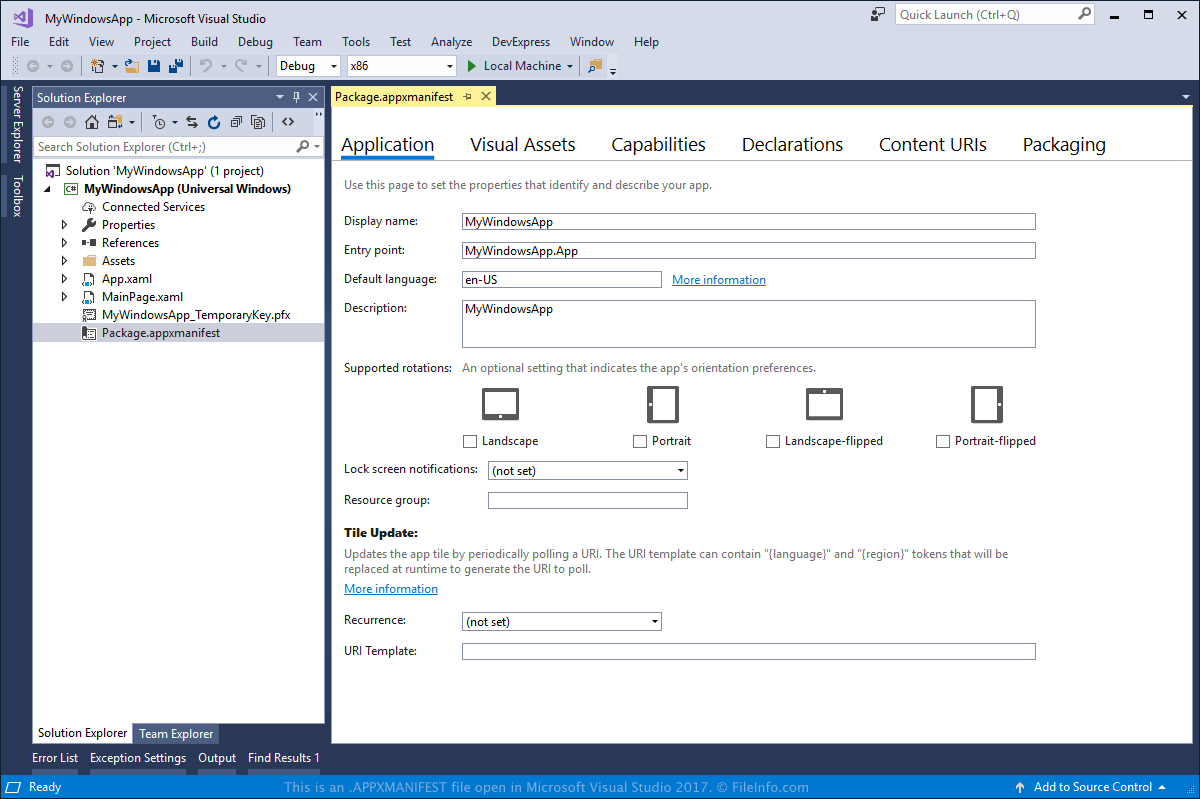 MyWindowsApp - Microsoft Visual Studio
Quick Launch (Ctrl+Q)
File Edit View Project Build Debug Team Tools Test Analyze DevExpress Window Help
Debug x86 Local Machine
Server Explorer
Toolbox
Solution Explorer
Search Solution Explorer (Ctrl+;)
Solution 'MyWindowsApp' (1 project)
C# MyWindowsApp (Universal Windows)
Connected Services
Properties
References
Assets
App.xaml
MainPage.xaml
MyWindowsApp_TemporaryKey.pfx
Package.appxmanifest
Solution Explorer Team Explorer
Package.appxmanifest
Application Visual Assets Capabilities Declarations Content URIs Packaging
Use this page to set the properties that identify and describe your app.
Display name: MyWindowsApp
Entry point: MyWindowsApp.App
Default language: en-US More information
Description: MyWindowsApp
Supported rotations: An optional setting that indicates the app's orientation preferences.
Landscape Portrait Landscape-flipped Portrait-flipped
Lock screen notifications: (not set)
Resource group:
Tile Update:
Updates the app tile by periodically polling a URI. The URI template can contain "{language}" and "{region}" tokens that will be
replaced at runtime to generate the URI to poll.
More information
Recurrence: (not set)
URI Template:
Error List Exception Settings Output Find Results 1
Ready This is an .APPXMANIFEST file open in Microsoft Visual Studio 2017. © FileInfo.com Add to Source Control